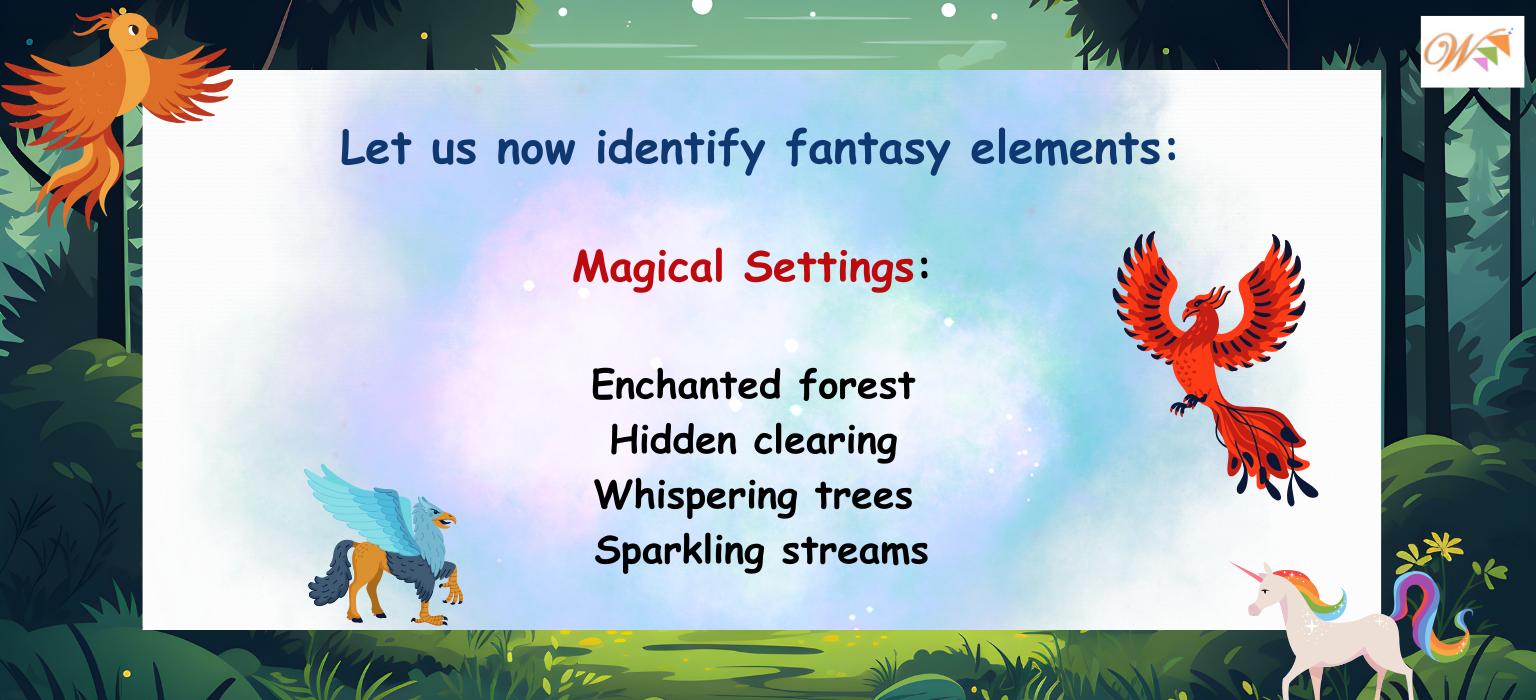 Let us now identify fantasy elements:
Magical Settings:
Enchanted forest
Hidden clearing
Whispering trees
Sparkling streams
W